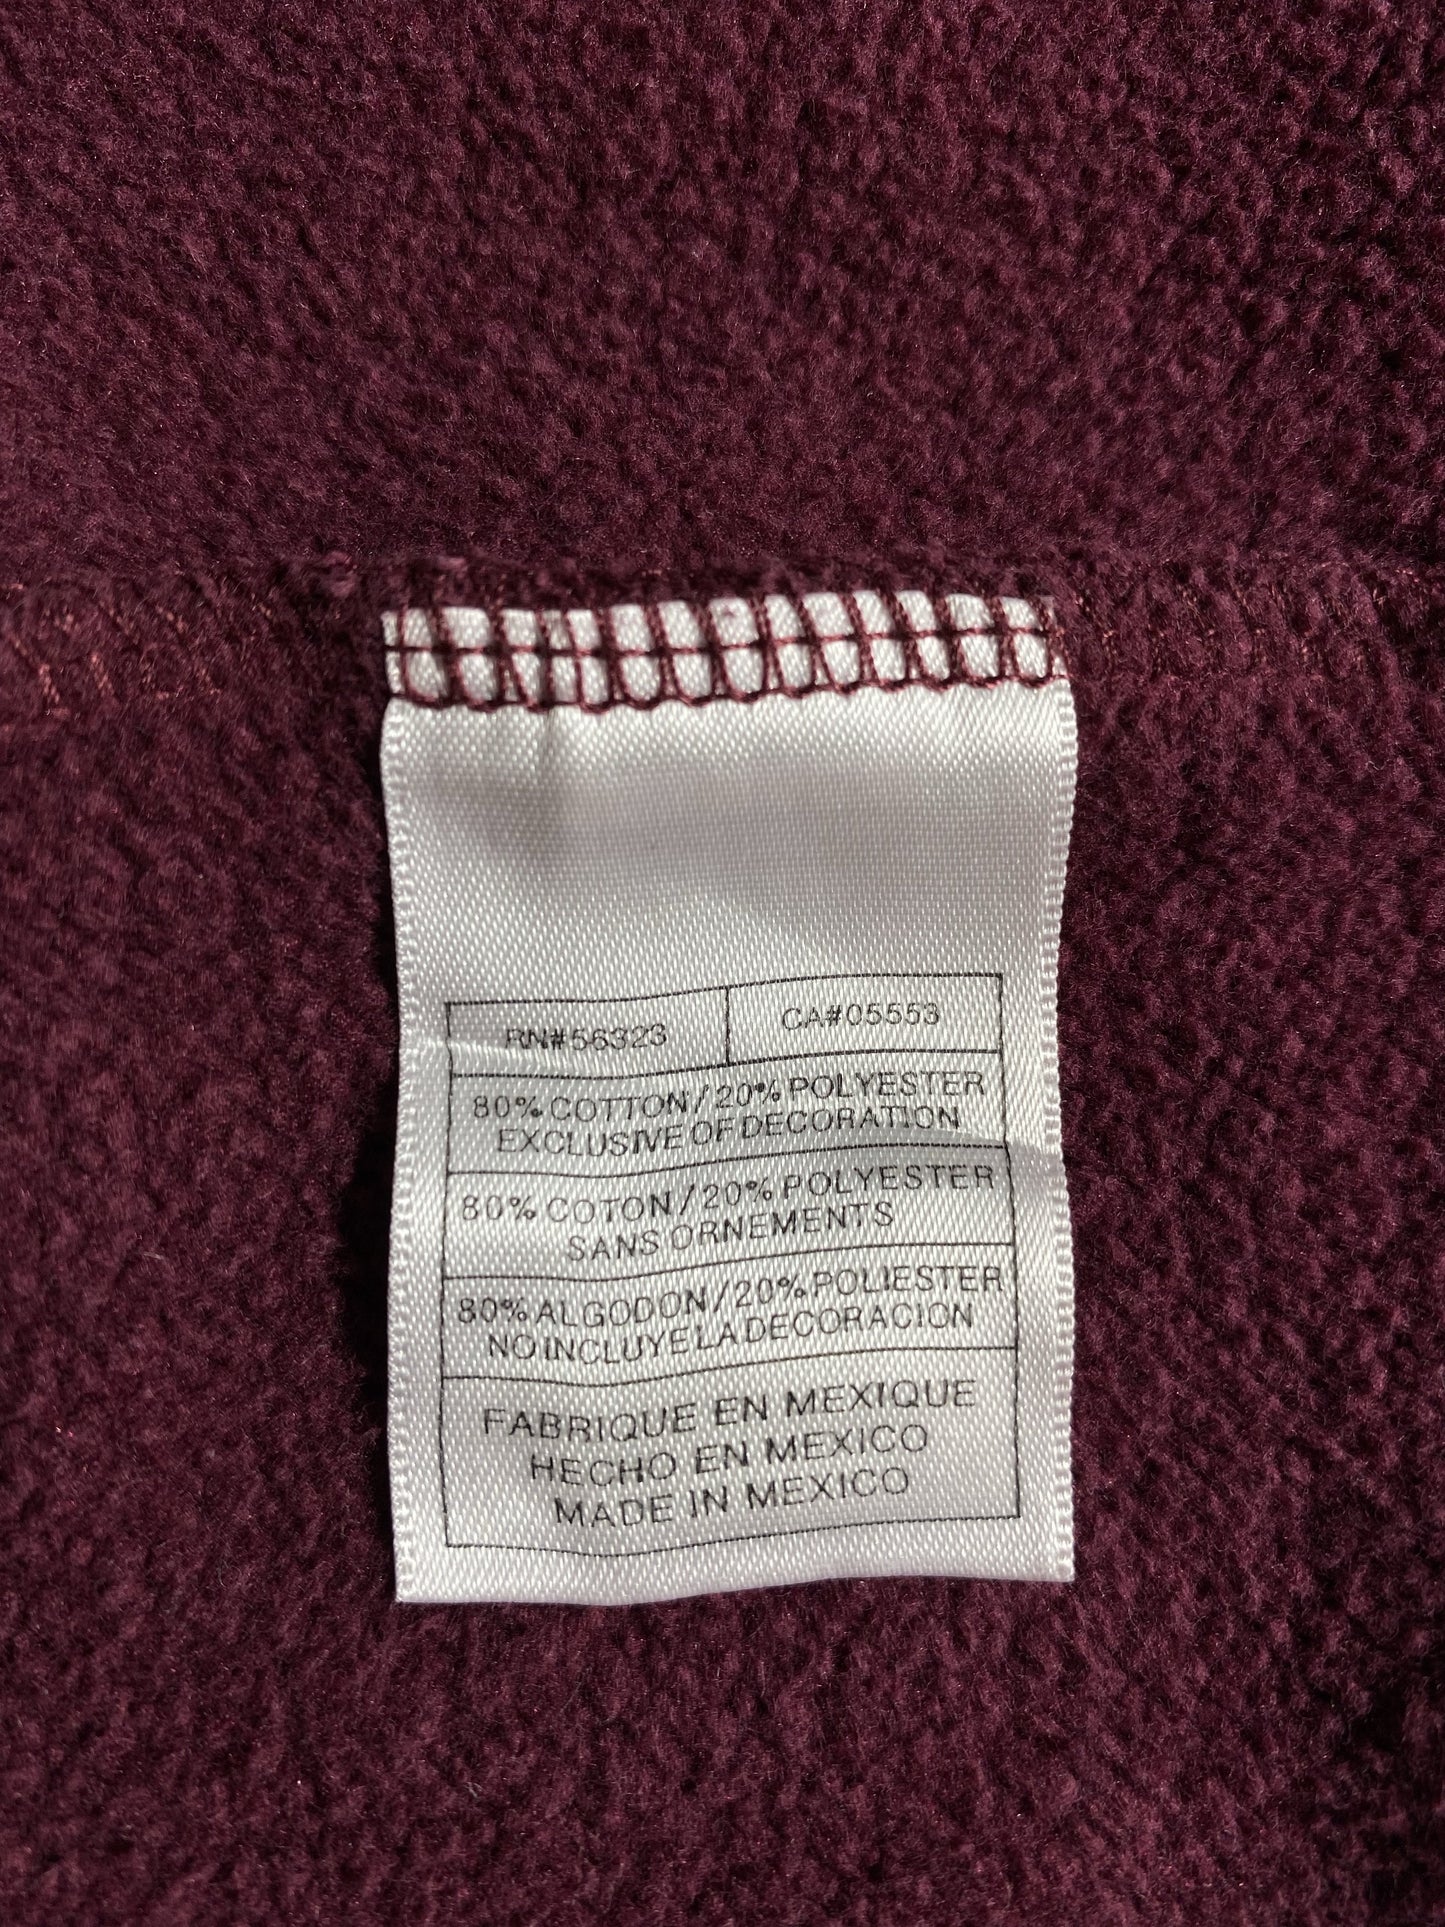 RN#56323 CA#05553
80% COTTON/20% POLYESTER
EXCLUSIVE OF DECORATION
80% COTON/20% POLYESTER
SANS ORNEMENTS
80% ALGODON/20% POLIESTER
NO INCLUYE LA DECORACION
FABRIQUE EN MEXIQUE
HECHO EN MEXICO
MADE IN MEXICO